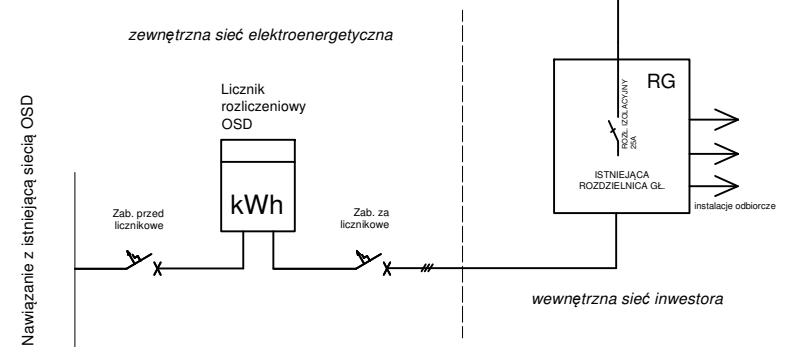 zewnętrzna sieć elektroenergetyczna
Nawiązanie z istniejącą siecią OSD
Licznik
rozliczeniowy
OSD
kWh
Zab. przed
licznikowe
Zab. za
licznikowe
RG
ROZŁ. IZOLACYJNY
25A
ISTNIEJĄCA
ROZDZIELNICA GŁ.
instalacje odbiorcze
wewnętrzna sieć inwestora